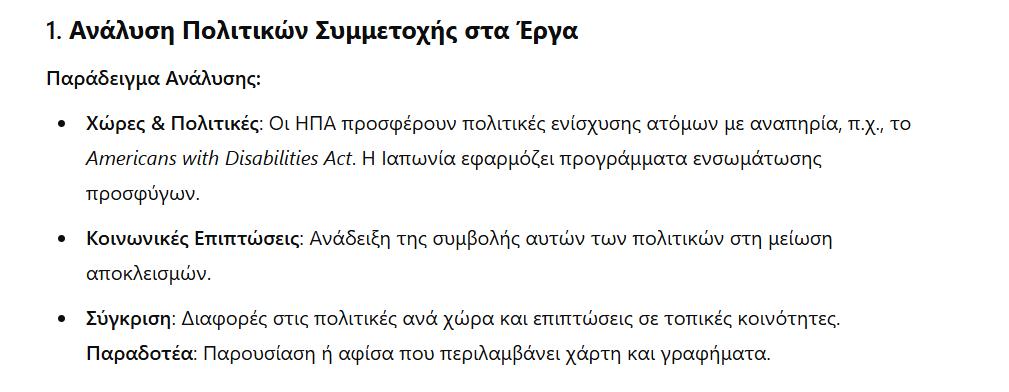 1. Ανάλυση Πολιτικών Συμμετοχής στα Έργα
Παράδειγμα Ανάλυσης:
• Χώρες & Πολιτικές: Οι ΗΠΑ προσφέρουν πολιτικές ενίσχυσης ατόμων με αναπηρία, π.χ., το
Americans with Disabilities Act. Η Ιαπωνία εφαρμόζει προγράμματα ενσωμάτωσης
προσφύγων.
• Κοινωνικές Επιπτώσεις: Ανάδειξη της συμβολής αυτών των πολιτικών στη μείωση
αποκλεισμών.
• Σύγκριση: Διαφορές στις πολιτικές ανά χώρα και επιπτώσεις σε τοπικές κοινότητες.
Παραδοτέα: Παρουσίαση ή αφίσα που περιλαμβάνει χάρτη και γραφήματα.